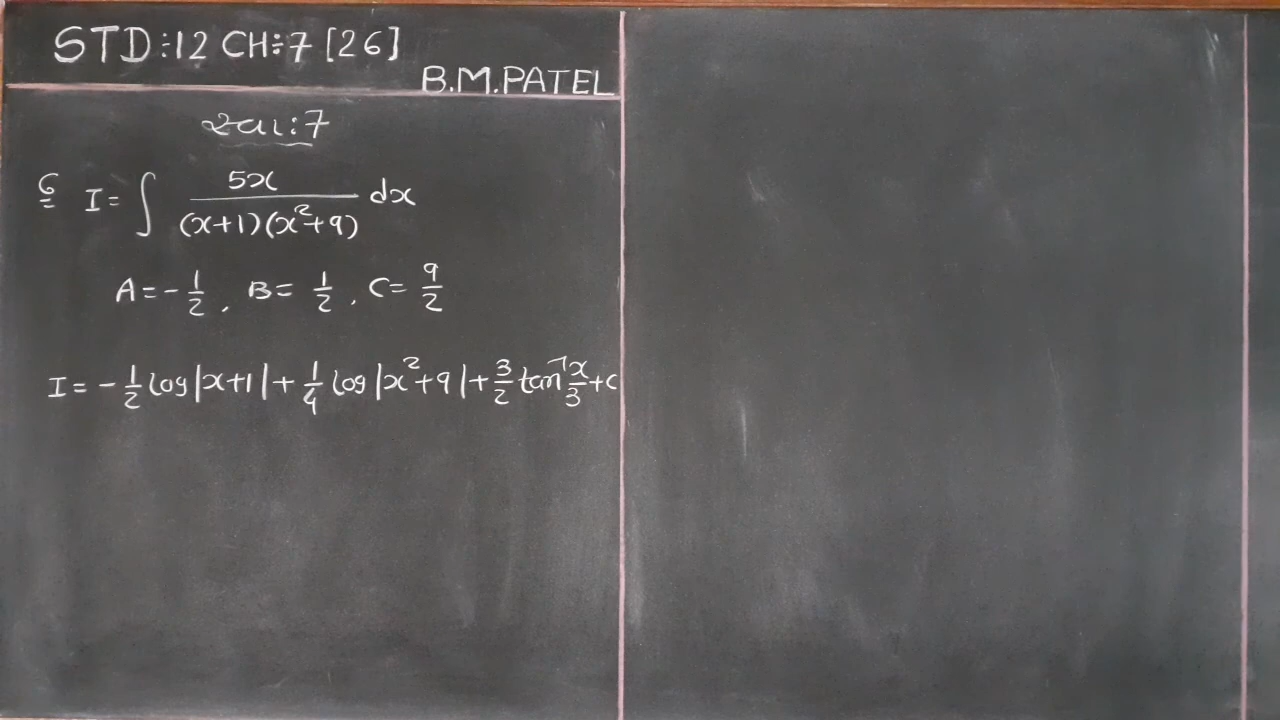 STD:-12 CH:-7 [26]
B.M.PATEL
6 I = ∫ 5x / (x+1)(x²+9) dx
A = -1/2, B = 1/2, C = 9/2
I = -1/2 log|x+1| + 1/4 log|x²+9| + 3/2 tan⁻¹ x/3 + c